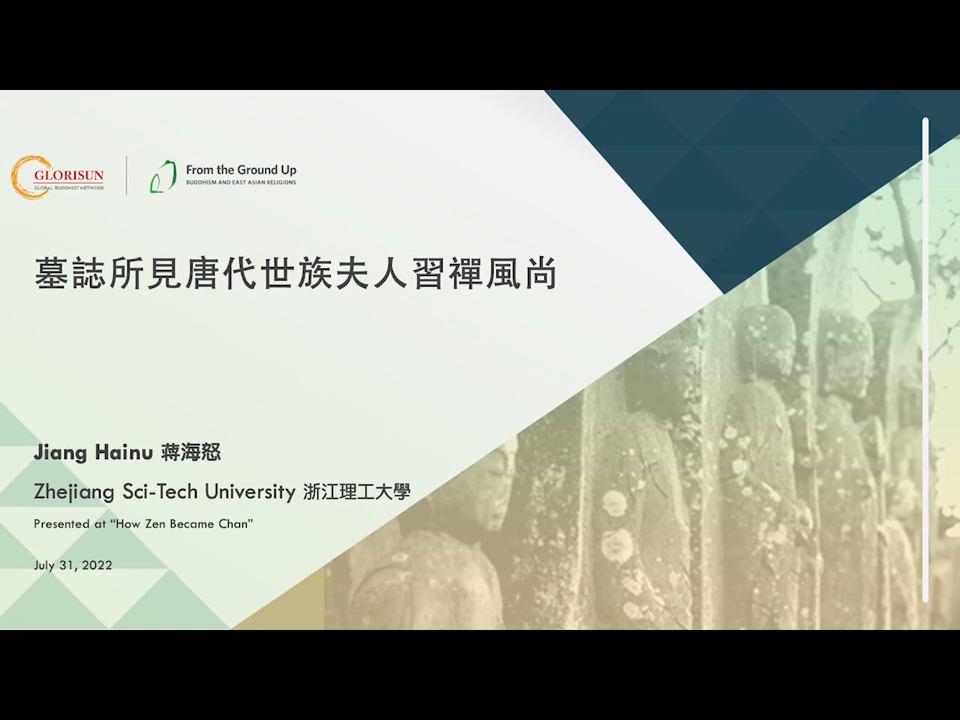 GLORISUN
GLOBAL BUDDHIST NETWORK
From the Ground Up
BUDDHISM AND EAST ASIAN RELIGIONS
墓誌所見唐代世族夫人習禪風尚
Jiang Hainu 蒋海怒
Zhejiang Sci-Tech University 浙江理工大學
Presented at “How Zen Became Chan”
July 31, 2022